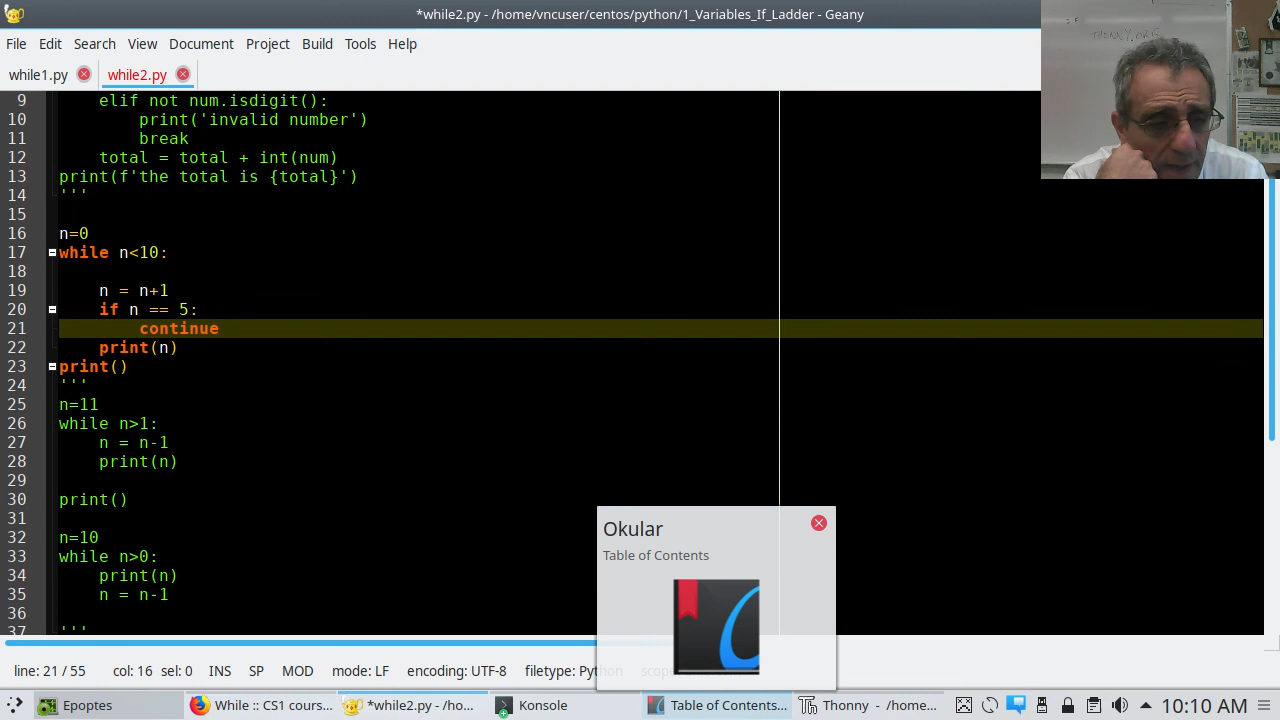 *while2.py - /home/vncuser/centos/python/1_Variables_If_Ladder - Geany
File Edit Search View Document Project Build Tools Help
while1.py while2.py
9 elif not num.isdigit():
10 print('invalid number')
11 break
12 total = total + int(num)
13 print(f'the total is {total}')
14 '''
15
16 n=0
17 while n<10:
18
19 n = n+1
20 if n == 5:
21 continue
22 print(n)
23 print()
24 '''
25 n=11
26 while n>1:
27 n = n-1
28 print(n)
29
30 print()
31
32 n=10
33 while n>0:
34 print(n)
35 n = n-1
36
37 '''
THONNY.ORG
Okular
Table of Contents
line: 21 / 55 col: 16 sel: 0 INS SP MOD mode: LF encoding: UTF-8 filetype: Python
Epoptes While :: CS1 cours... *while2.py - /ho... Konsole Table of Contents... Thonny - /home... 10:10 AM